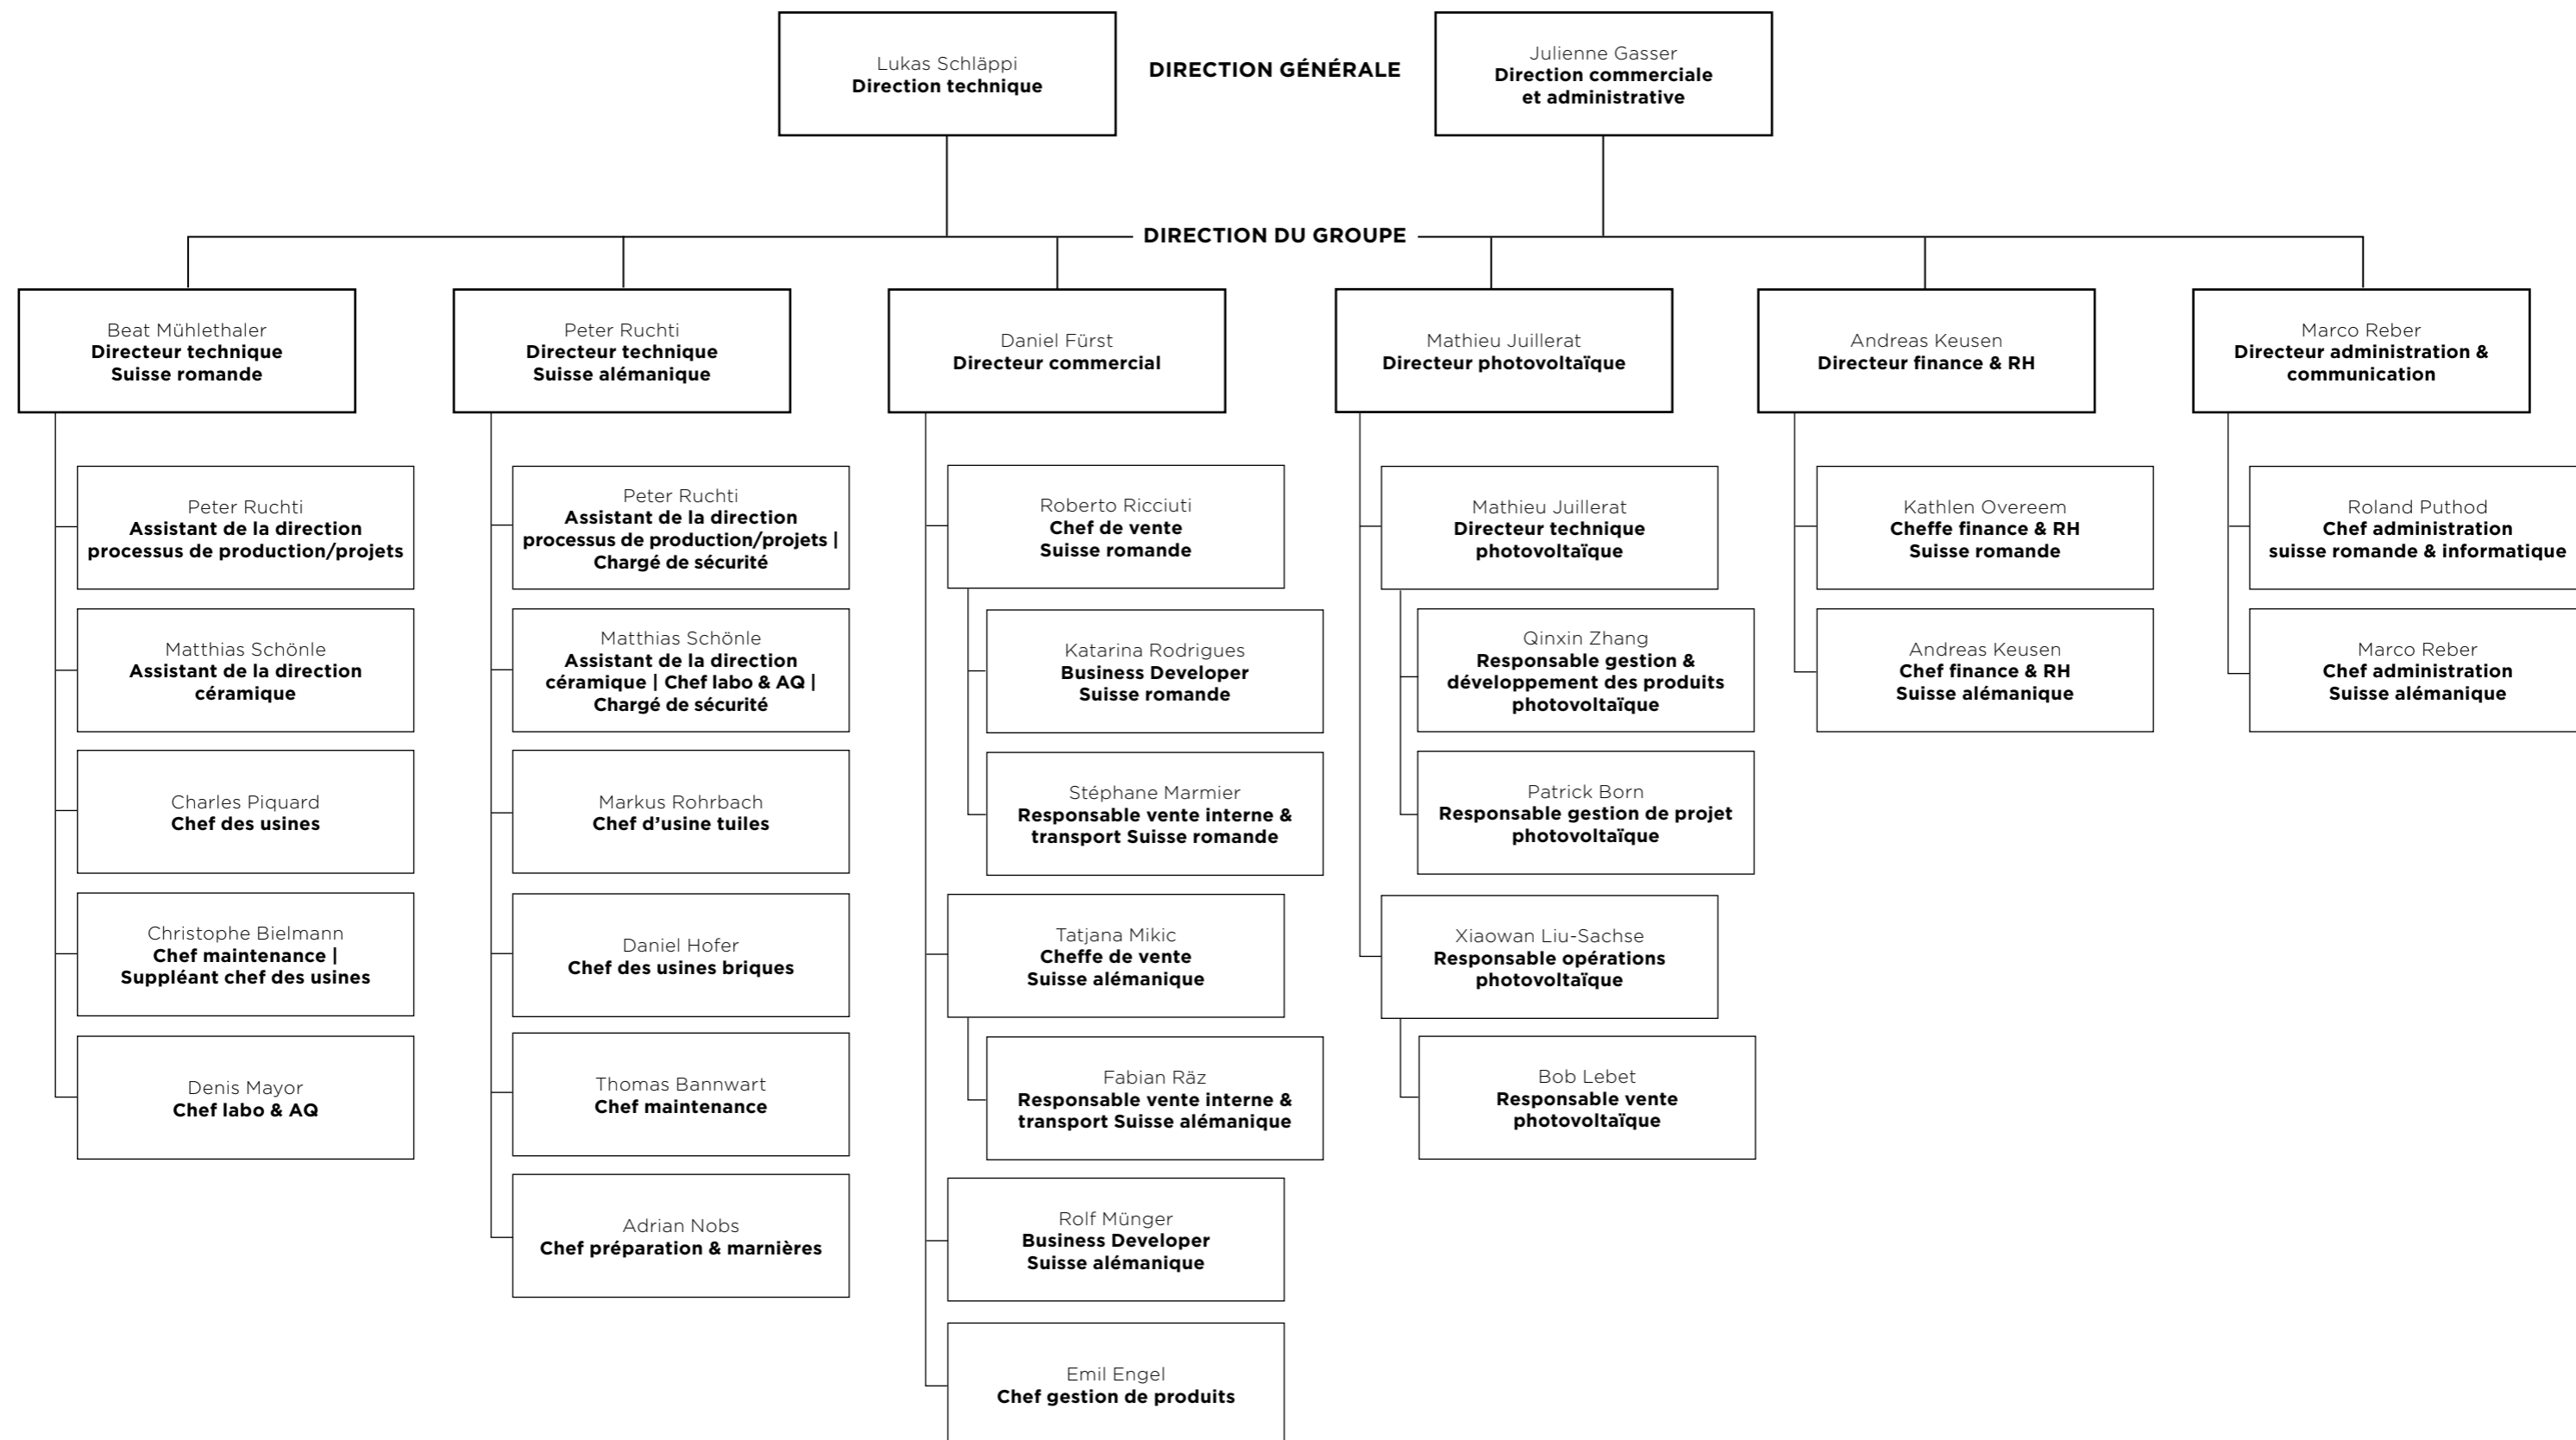 Lukas Schläppi
Direction technique
DIRECTION GÉNÉRALE
Julienne Gasser
Direction commerciale
et administrative
DIRECTION DU GROUPE
Beat Mühlethaler
Directeur technique
Suisse romande
Peter Ruchti
Assistant de la direction
processus de production/projets
Matthias Schönle
Assistant de la direction
céramique
Charles Piquard
Chef des usines
Christophe Bielmann
Chef maintenance |
Suppléant chef des usines
Denis Mayor
Chef labo & AQ
Peter Ruchti
Directeur technique
Suisse alémanique
Peter Ruchti
Assistant de la direction
processus de production/projets |
Chargé de sécurité
Matthias Schönle
Assistant de la direction
céramique | Chef labo & AQ |
Chargé de sécurité
Markus Rohrbach
Chef d’usine tuiles
Daniel Hofer
Chef des usines briques
Thomas Bannwart
Chef maintenance
Adrian Nobs
Chef préparation & marnières
Daniel Fürst
Directeur commercial
Roberto Ricciuti
Chef de vente
Suisse romande
Katarina Rodrigues
Business Developer
Suisse romande
Stéphane Marmier
Responsable vente interne &
transport Suisse romande
Tatjana Mikic
Cheffe de vente
Suisse alémanique
Fabian Räz
Responsable vente interne &
transport Suisse alémanique
Rolf Münger
Business Developer
Suisse alémanique
Emil Engel
Chef gestion de produits
Mathieu Juillerat
Directeur photovoltaïque
Mathieu Juillerat
Directeur technique
photovoltaïque
Qinxin Zhang
Responsable gestion &
développement des produits
photovoltaïque
Patrick Born
Responsable gestion de projet
photovoltaïque
Xiaowan Liu-Sachse
Responsable opérations
photovoltaïque
Bob Lebet
Responsable vente
photovoltaïque
Andreas Keusen
Directeur finance & RH
Kathlen Overeem
Cheffe finance & RH
Suisse romande
Andreas Keusen
Chef finance & RH
Suisse alémanique
Marco Reber
Directeur administration &
communication
Roland Puthod
Chef administration
suisse romande & informatique
Marco Reber
Chef administration
Suisse alémanique